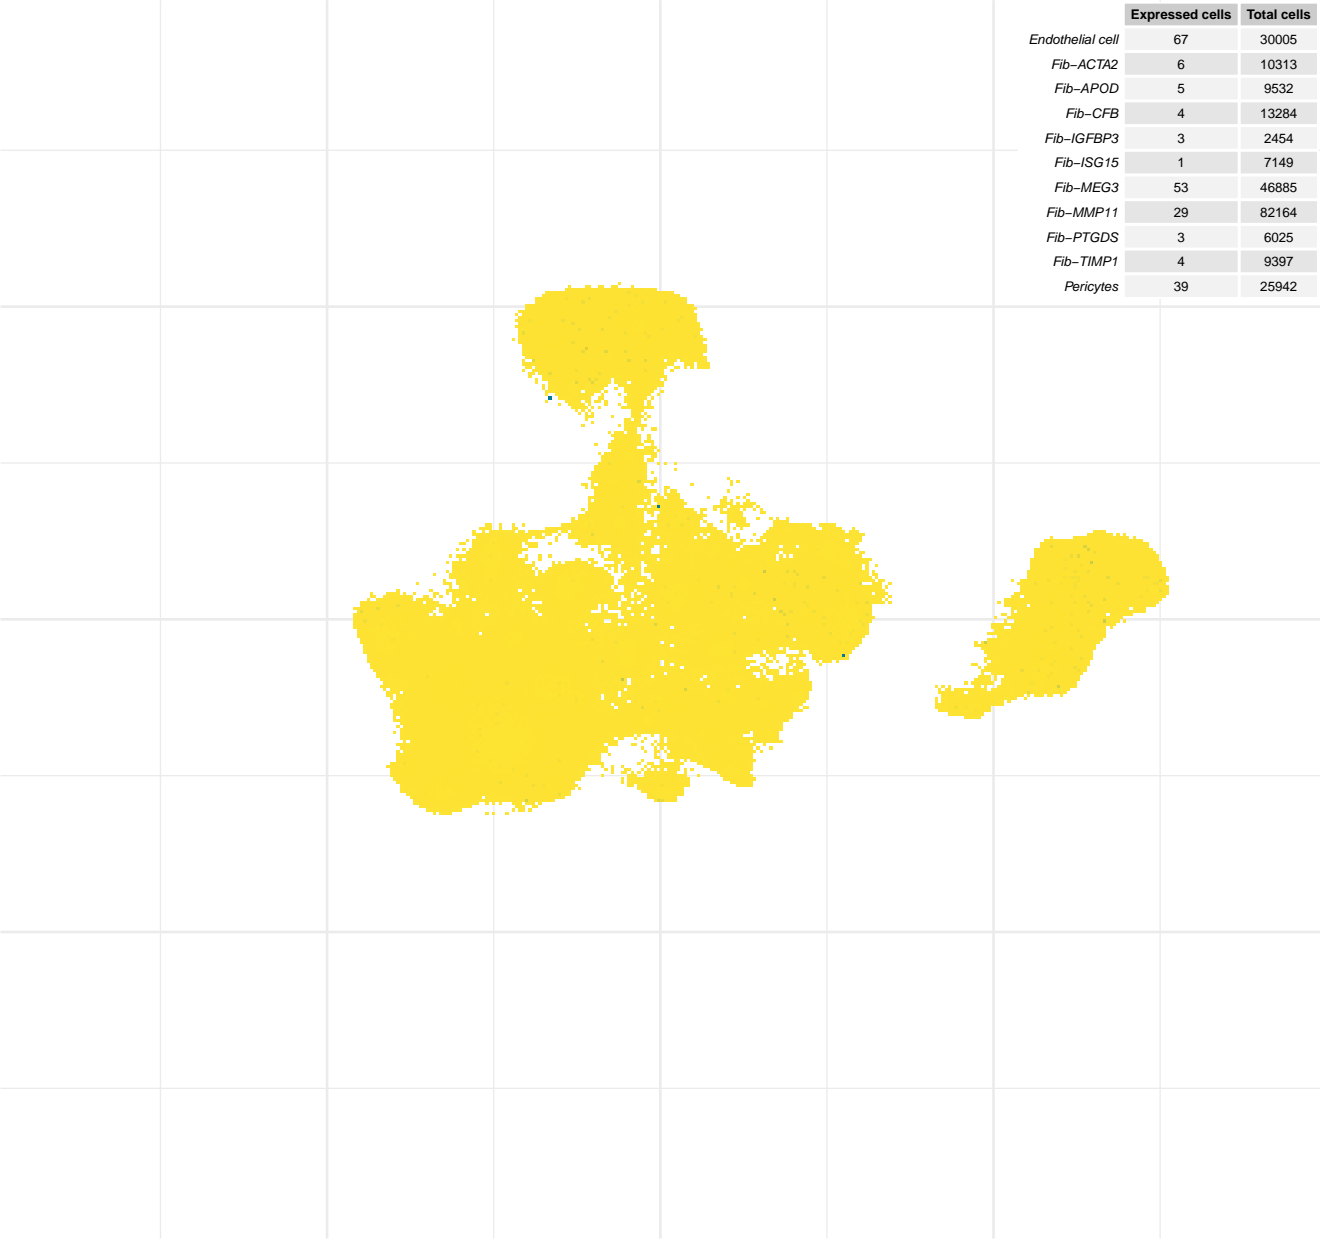 Expressed cells Total cells
Endothelial cell 67 30005
Fib−ACTA2 6 10313
Fib−APOD 5 9532
Fib−CFB 4 13284
Fib−IGFBP3 3 2454
Fib−ISG15 1 7149
Fib−MEG3 53 46885
Fib−MMP11 29 82164
Fib−PTGDS 3 6025
Fib−TIMP1 4 9397
Pericytes 39 25942